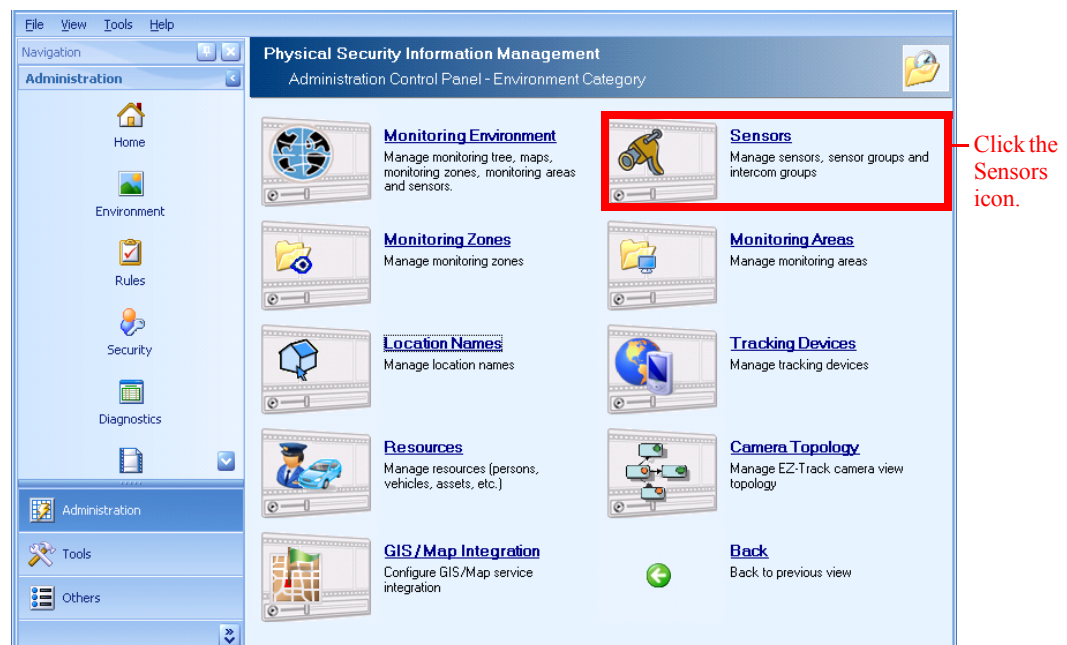 File View Tools Help
Navigation
Administration
Home
Environment
Rules
Security
Diagnostics
Administration
Tools
Others
Physical Security Information Management
Administration Control Panel - Environment Category
Monitoring Environment
Manage monitoring tree, maps,
monitoring zones, monitoring areas
and sensors.
Sensors
Manage sensors, sensor groups and
intercom groups
Click the
Sensors
icon.
Monitoring Zones
Manage monitoring zones
Monitoring Areas
Manage monitoring areas
Location Names
Manage location names
Tracking Devices
Manage tracking devices
Resources
Manage resources (persons,
vehicles, assets, etc.)
Camera Topology
Manage EZ-Track camera view
topology
GIS/Map Integration
Configure GIS/Map service
integration
Back
Back to previous view